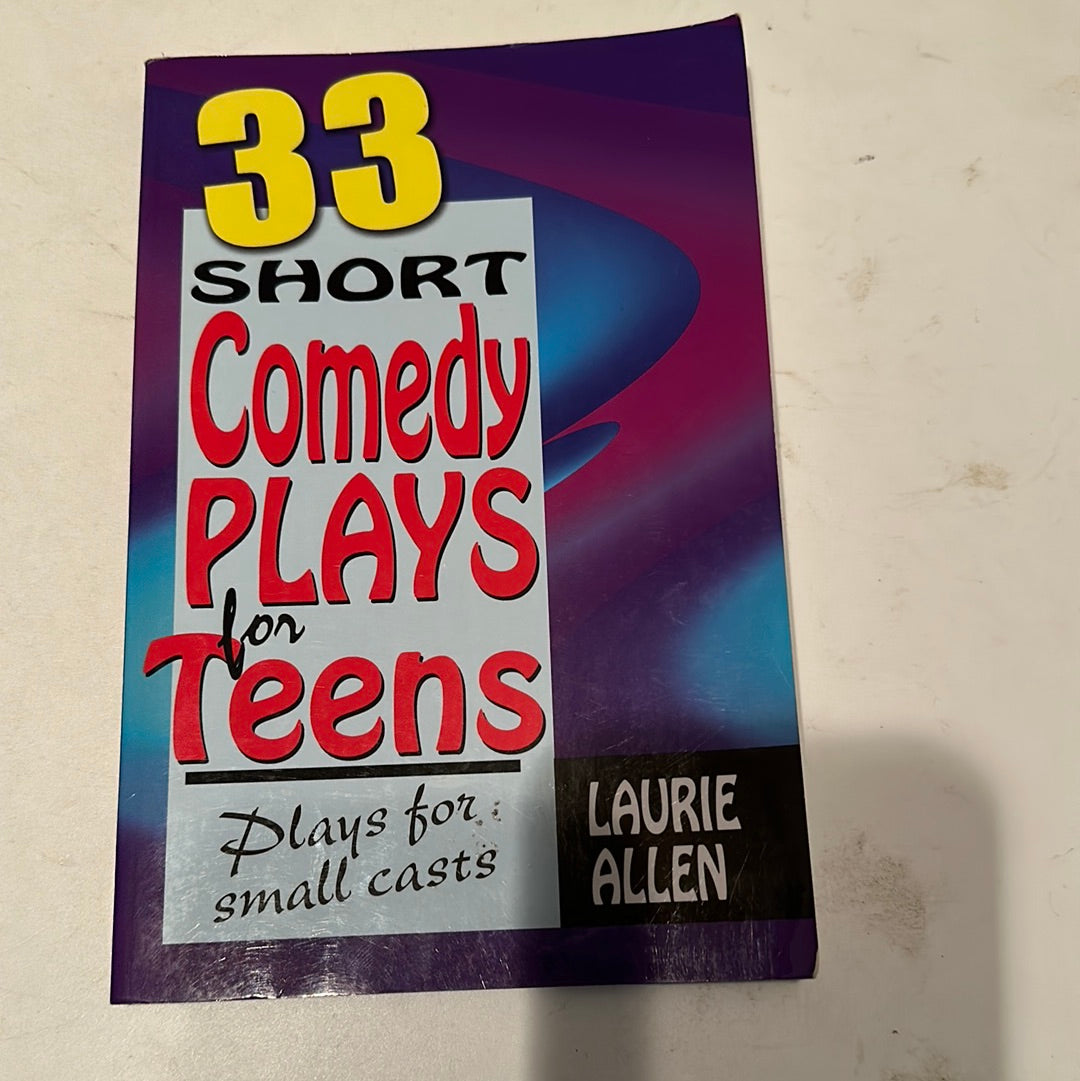 33
SHORT
Comedy
PLAYS
for
Teens
Plays for
small casts
LAURIE
ALLEN